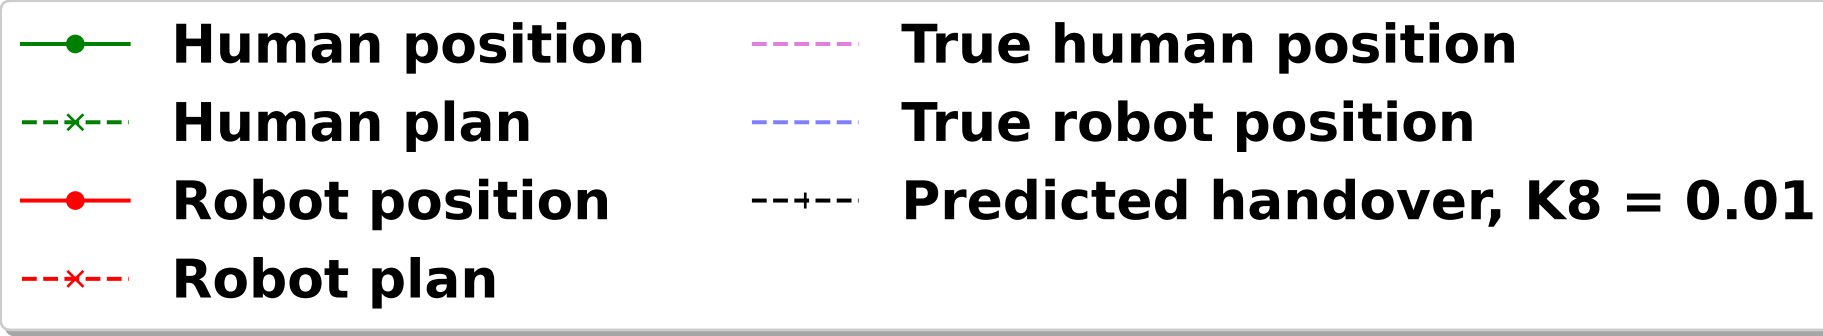 Human position
Human plan
Robot position
Robot plan
True human position
True robot position
Predicted handover, K8 = 0.01